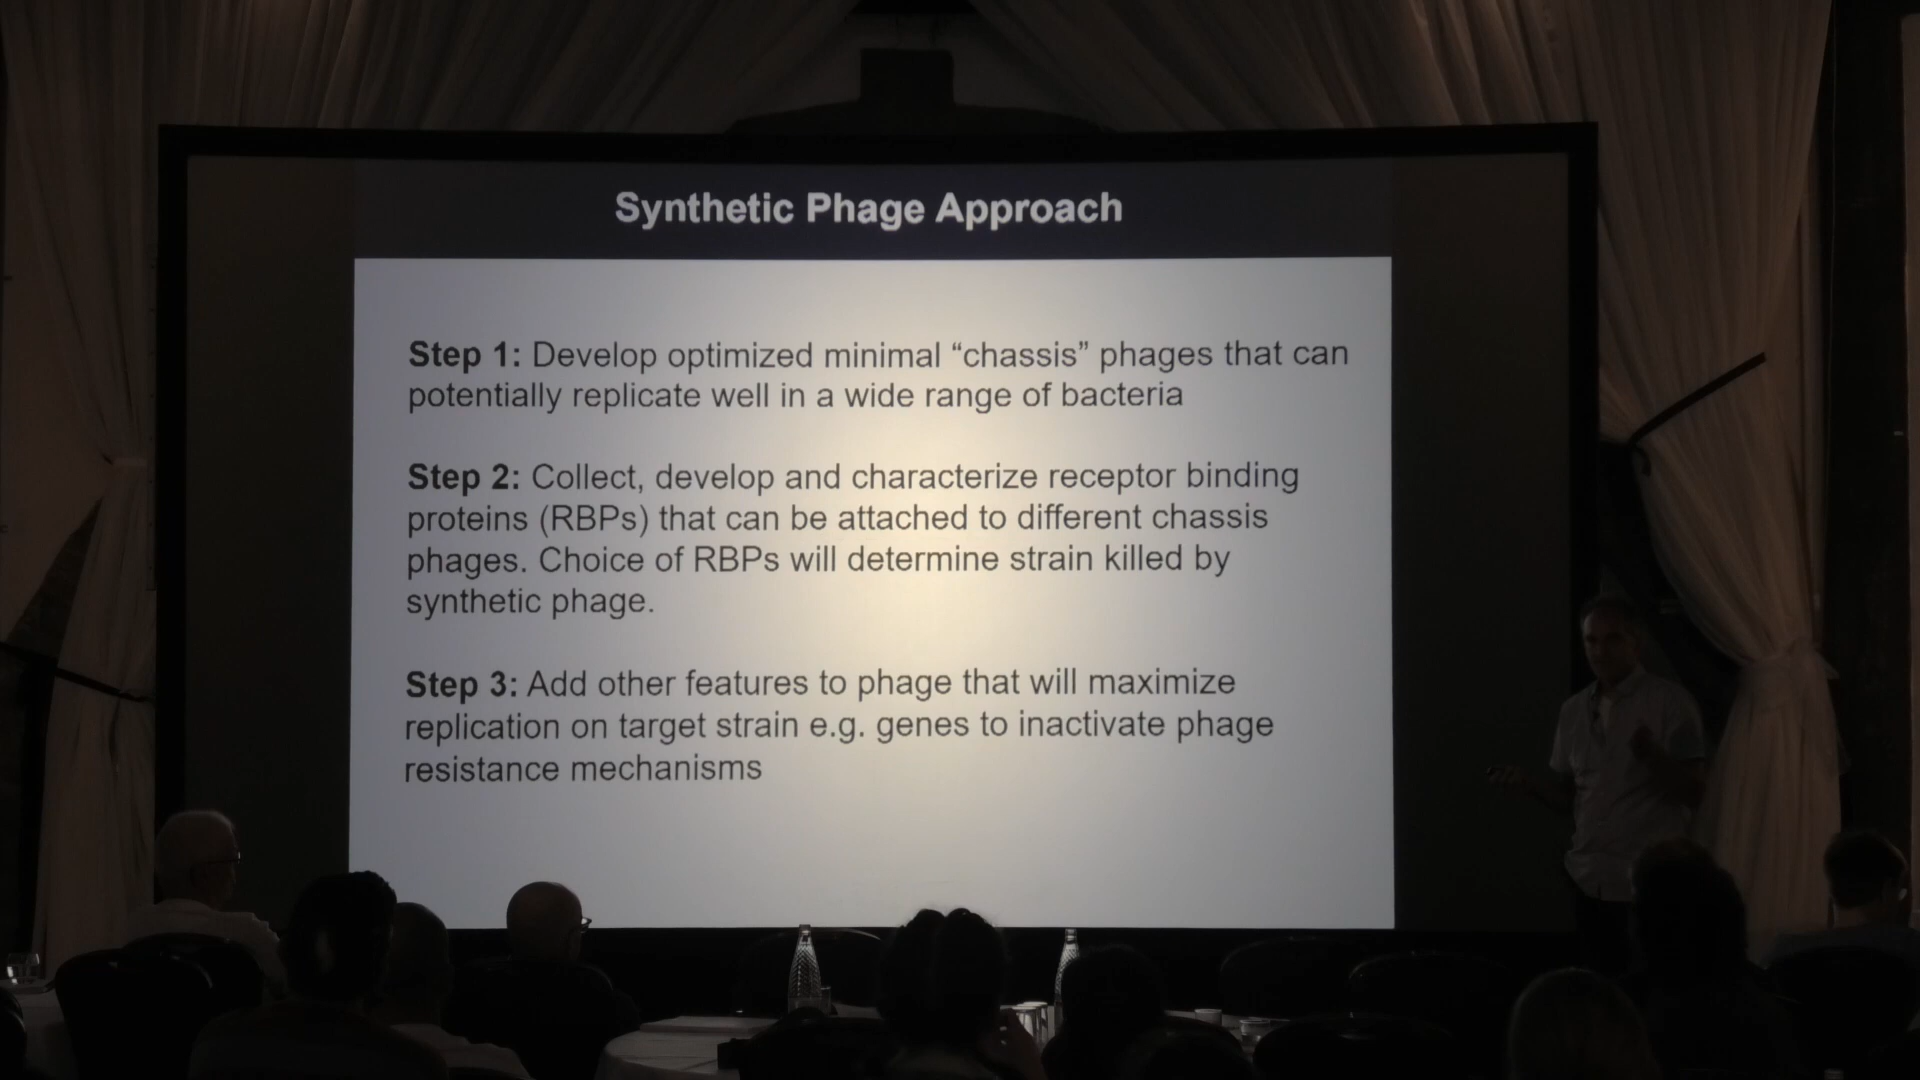 Synthetic Phage Approach
Step 1: Develop optimized minimal “chassis” phages that can
potentially replicate well in a wide range of bacteria
Step 2: Collect, develop and characterize receptor binding
proteins (RBPs) that can be attached to different chassis
phages. Choice of RBPs will determine strain killed by
synthetic phage.
Step 3: Add other features to phage that will maximize
replication on target strain e.g. genes to inactivate phage
resistance mechanisms